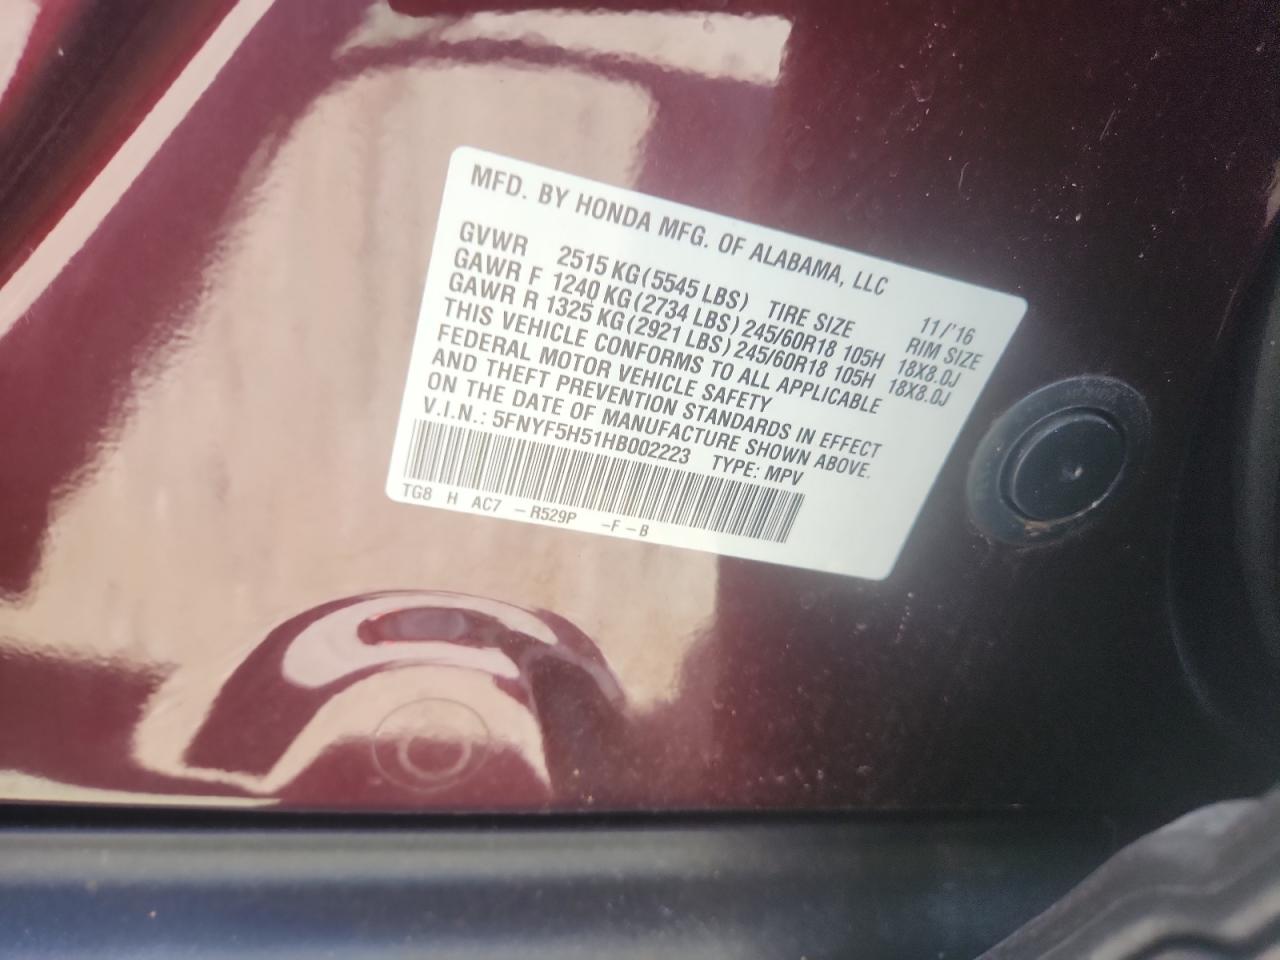 MFD. BY HONDA MFG. OF ALABAMA, LLC
11/'16
GVWR 2515 KG (5545 LBS) TIRE SIZE RIM SIZE
GAWR F 1240 KG (2734 LBS) 245/60R18 105H 18X8.0J
GAWR R 1325 KG (2921 LBS) 245/60R18 105H 18X8.0J
THIS VEHICLE CONFORMS TO ALL APPLICABLE
FEDERAL MOTOR VEHICLE SAFETY
AND THEFT PREVENTION STANDARDS IN EFFECT
ON THE DATE OF MANUFACTURE SHOWN ABOVE.
V.I.N.: 5FNYF5H51HB002223 TYPE: MPV
TG8 H AC7 – R529P –F – B